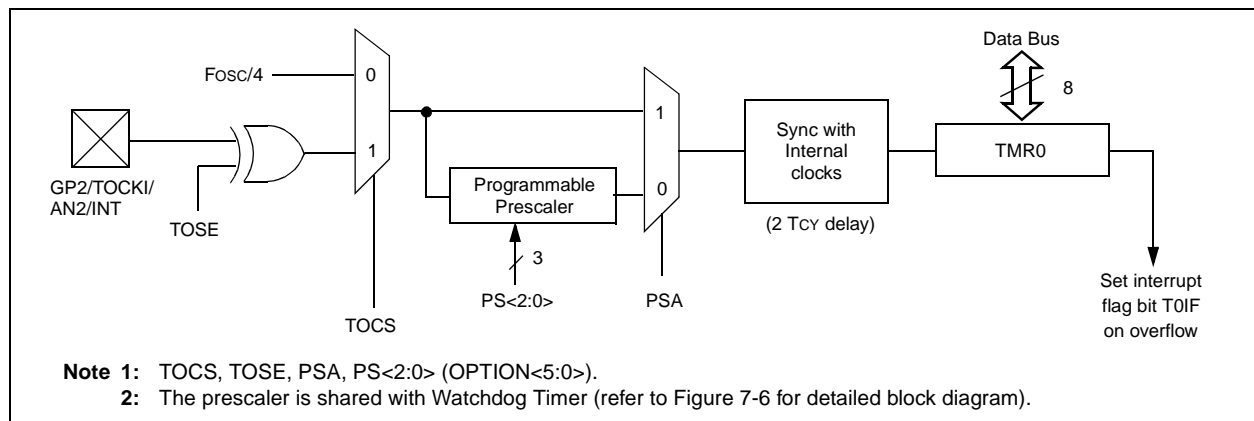 Data Bus
FOSC/4
0
8
1
1
Sync with
Internal
clocks
TMR0
GP2/TOCKI/
AN2/INT
Programmable
Prescaler
0
TOSE
(2 TCY delay)
3
PS<2:0>
PSA
TOCS
Set interrupt
flag bit T0IF
on overflow
Note 1: TOCS, TOSE, PSA, PS<2:0> (OPTION<5:0>).
2: The prescaler is shared with Watchdog Timer (refer to Figure 7-6 for detailed block diagram).